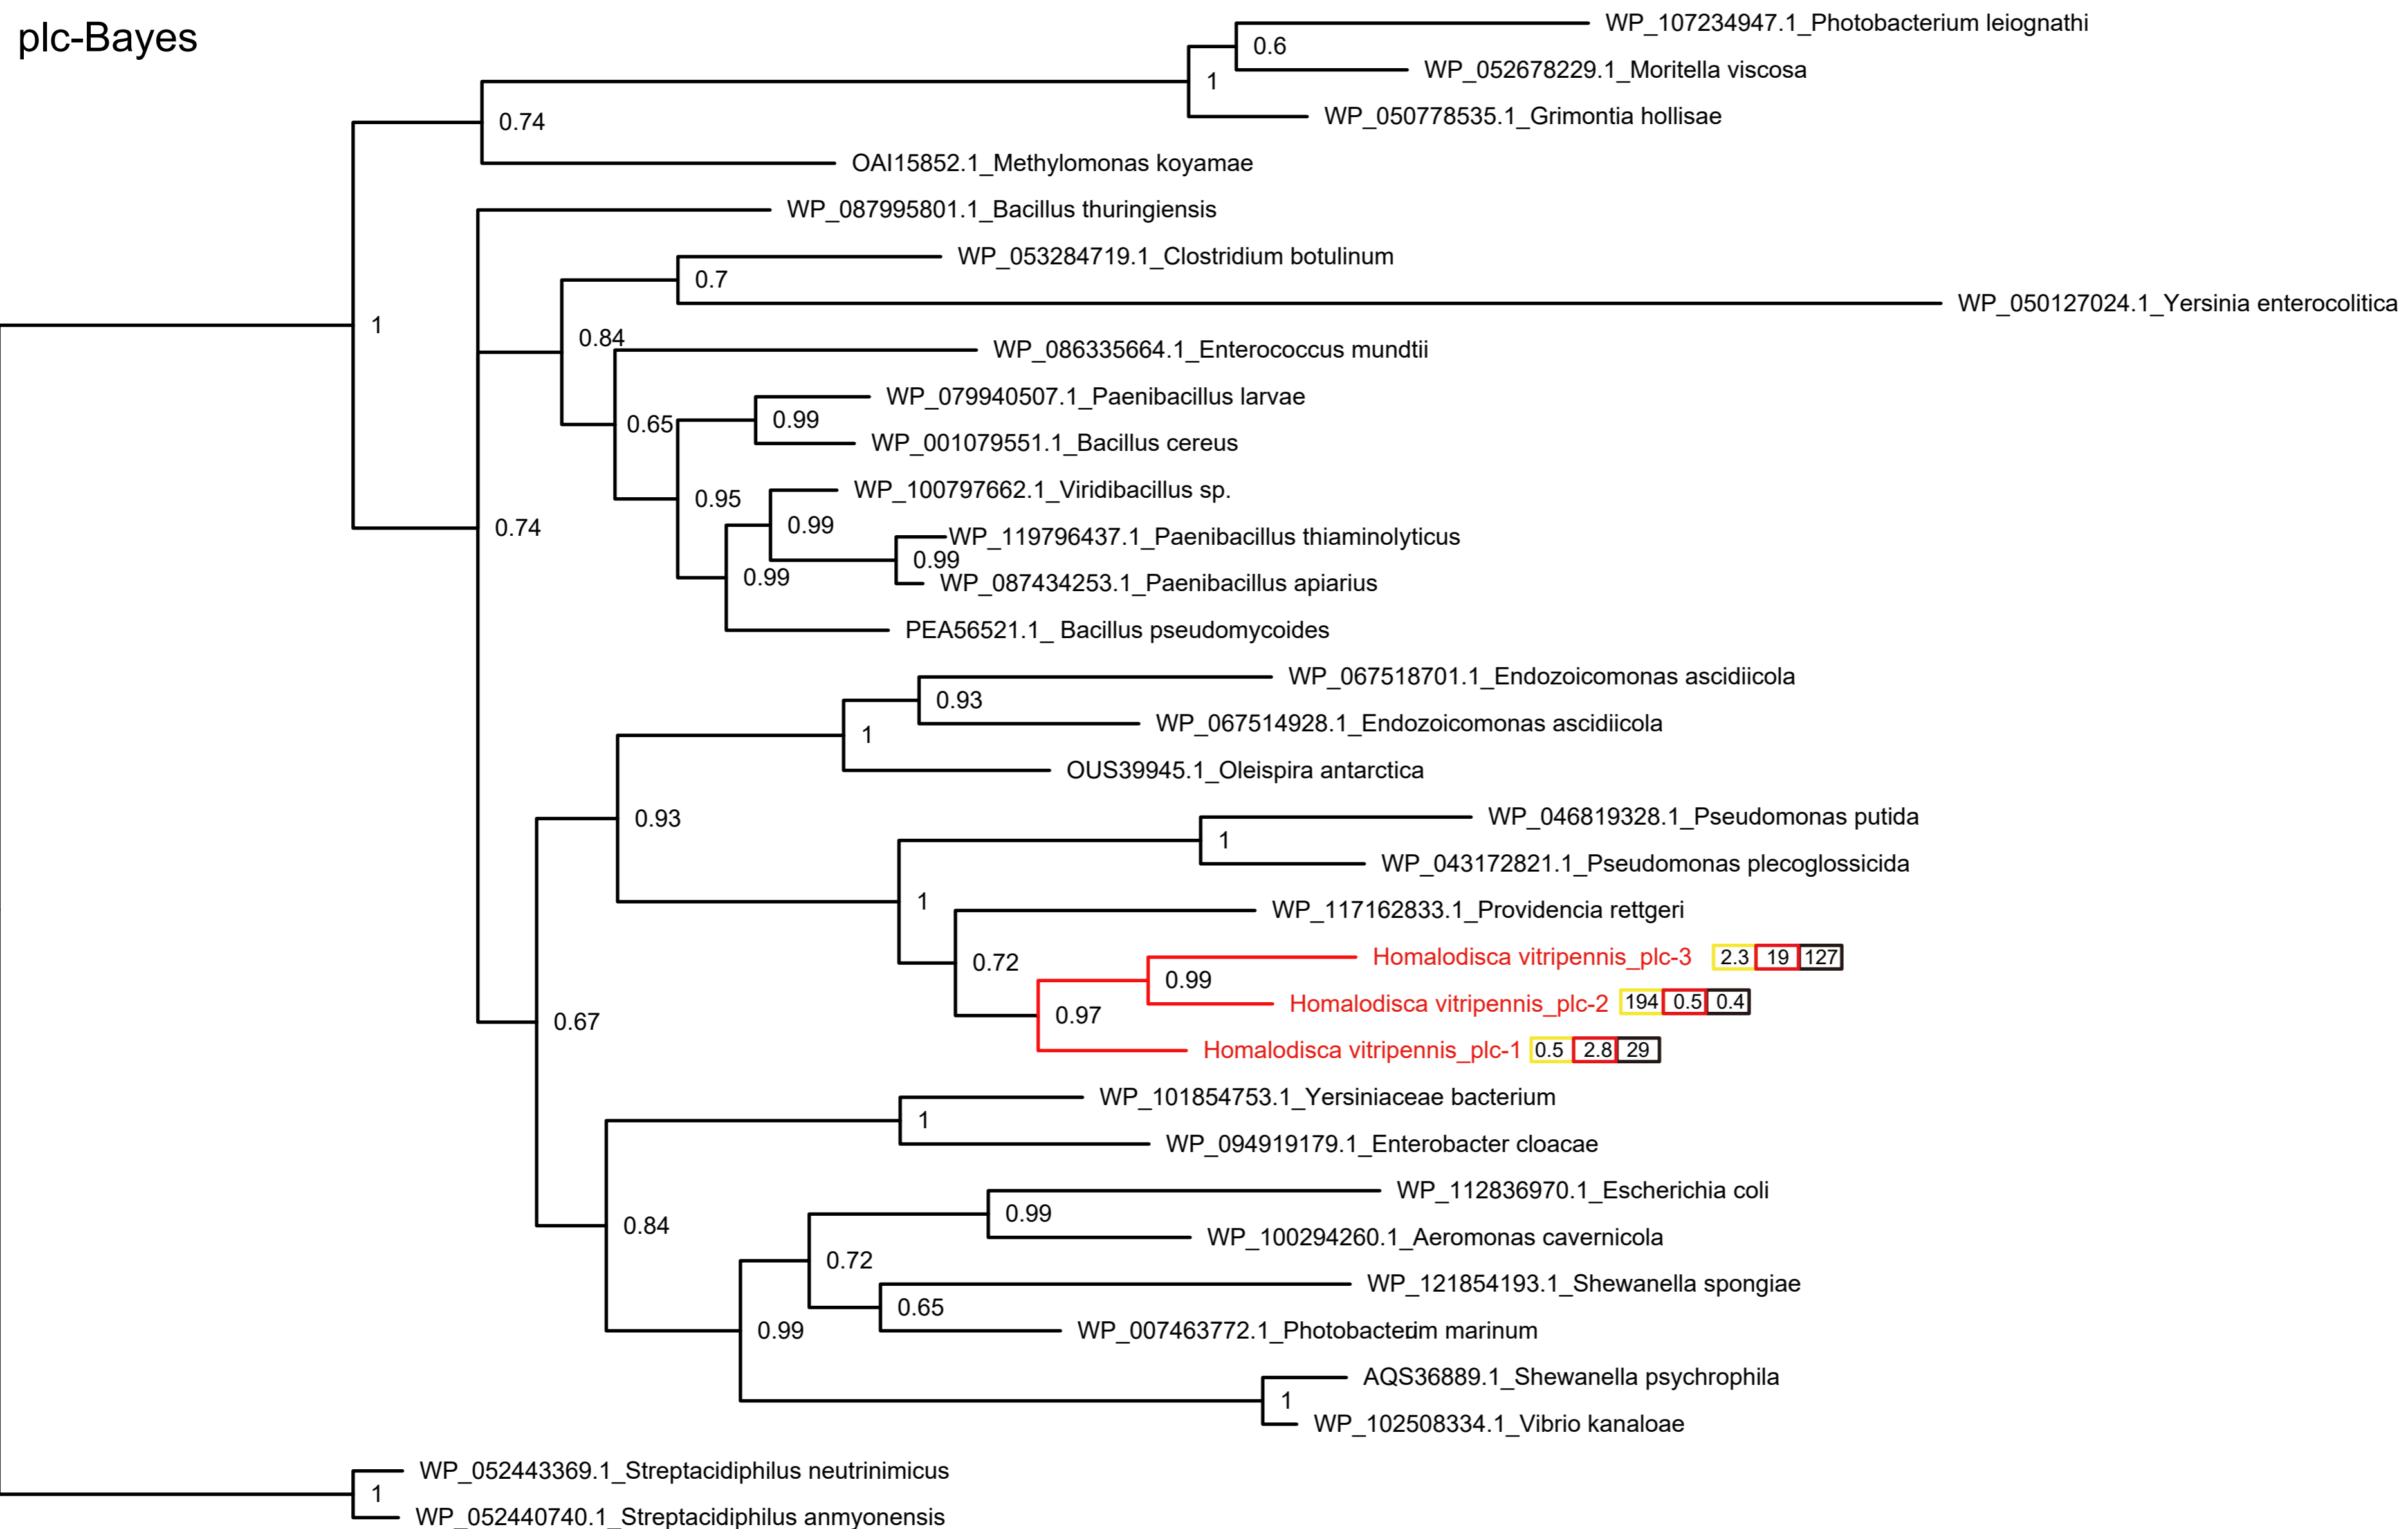 plc-Bayes
WP_107234947.1_Photobacterium leiognathi
0.6
WP_052678229.1_Moritella viscosa
1
WP_050778535.1_Grimontia hollisae
0.74
OAI15852.1_Methylomonas koyamae
WP_087995801.1_Bacillus thuringiensis
WP_053284719.1_Clostridium botulinum
0.7
WP_050127024.1_Yersinia enterocolitica
1
0.84
WP_086335664.1_Enterococcus mundtii
WP_079940507.1_Paenibacillus larvae
0.99
0.65
WP_001079551.1_Bacillus cereus
WP_100797662.1_Viridibacillus sp.
0.95
0.99
0.74
WP_119796437.1_Paenibacillus thiaminolyticus
0.99
0.99
WP_087434253.1_Paenibacillus apiarius
PEA56521.1_ Bacillus pseudomycoides
WP_067518701.1_Endozoicomonas ascidiicola
0.93
WP_067514928.1_Endozoicomonas ascidiicola
1
OUS39945.1_Oleispira antarctica
0.93
WP_046819328.1_Pseudomonas putida
1
WP_043172821.1_Pseudomonas plecoglossicida
1
WP_117162833.1_Providencia rettgeri
0.72
Homalodisca vitripennis_plc-3 2.3 19 127
0.99
Homalodisca vitripennis_plc-2 194 0.5 0.4
0.97
0.67
Homalodisca vitripennis_plc-1 0.5 2.8 29
WP_101854753.1_Yersiniaceae bacterium
1
WP_094919179.1_Enterobacter cloacae
WP_112836970.1_Escherichia coli
0.99
0.84
WP_100294260.1_Aeromonas cavernicola
0.72
WP_121854193.1_Shewanella spongiae
0.65
0.99
WP_007463772.1_Photobacterium marinum
AQS36889.1_Shewanella psychrophila
1
WP_102508334.1_Vibrio kanaloae
WP_052443369.1_Streptacidiphilus neutrinimicus
1
WP_052440740.1_Streptacidiphilus anmyonensis